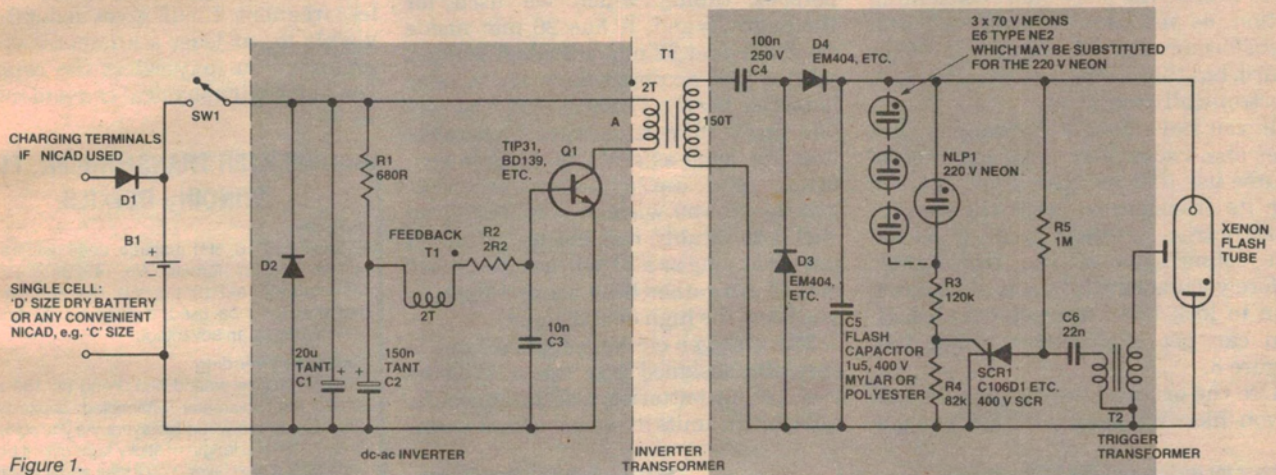 SW1
CHARGING TERMINALS
IF NICAD USED
D1
B1
+
−
SINGLE CELL:
'D' SIZE DRY BATTERY
OR ANY CONVENIENT
NICAD, e.g. 'C' SIZE
D2
R1
680R
FEEDBACK
T1
2T
R2
2R2
20u
TANT
C1
+
150n
TANT
C2
+
10n
C3
TIP31,
BD139,
ETC.
Q1
dc-ac INVERTER
T1
2T
A
150T
INVERTER
TRANSFORMER
100n
250 V
C4
D4
EM404, ETC.
D3
EM404,
ETC.
C5
FLASH
CAPACITOR
1u5, 400 V
MYLAR OR
POLYESTER
3 x 70 V NEONS
E6 TYPE NE2
WHICH MAY BE SUBSTITUTED
FOR THE 220 V NEON
NLP1
220 V NEON
R3
120k
R4
82k
SCR1
C106D1 ETC.
400 V SCR
R5
1M
C6
22n
T2
TRIGGER
TRANSFORMER
XENON
FLASH
TUBE
Figure 1.